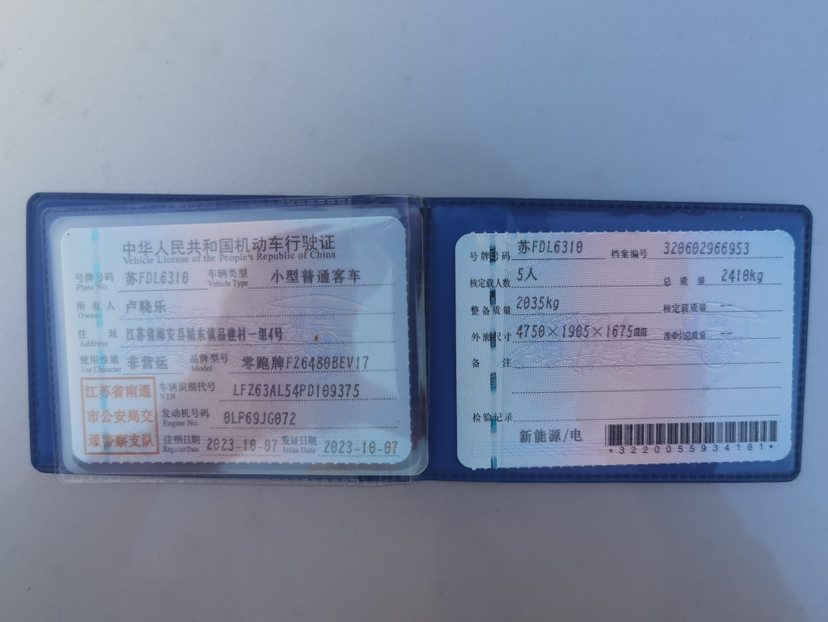 中华人民共和国机动车行驶证
Vehicle License of the People's Republic of China
号牌号码 苏FDL6310 车辆类型 小型普通客车
Plate No. Vehicle Type
所有人 卢晓乐
Owner
住址 江苏省海安县 一组4号
Address
使用性质 非营运 品牌型号 零跑牌FZ6480BEV17
Use Character Model
江苏省南通
市公安局交
通警察支队
车辆识别代号 LFZ63AL54PD109375
VIN
发动机号码 0LP69JG072
Engine No.
注册日期 2023-10-07 发证日期 2023-10-07
Register Date Issue Date
号牌号码 苏FDL6310 档案编号 320602966953
核定载人数 5人 总质量 2410kg
整备质量 2035kg 核定载质量 --
外廓尺寸 4750×1905×1675mm 准牵引总质量 --
备注
检验记录
新能源/电
*3220055934161*